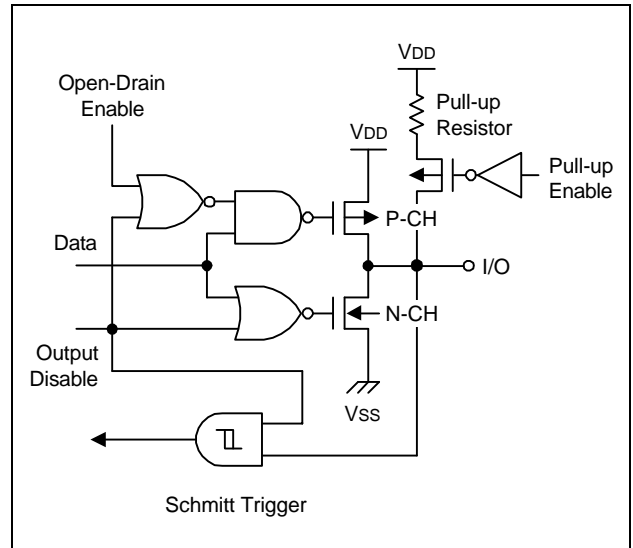 VDD
Open-Drain
Enable
Pull-up
Resistor
VDD
Pull-up
Enable
P-CH
Data
I/O
N-CH
Output
Disable
VSS
Schmitt Trigger